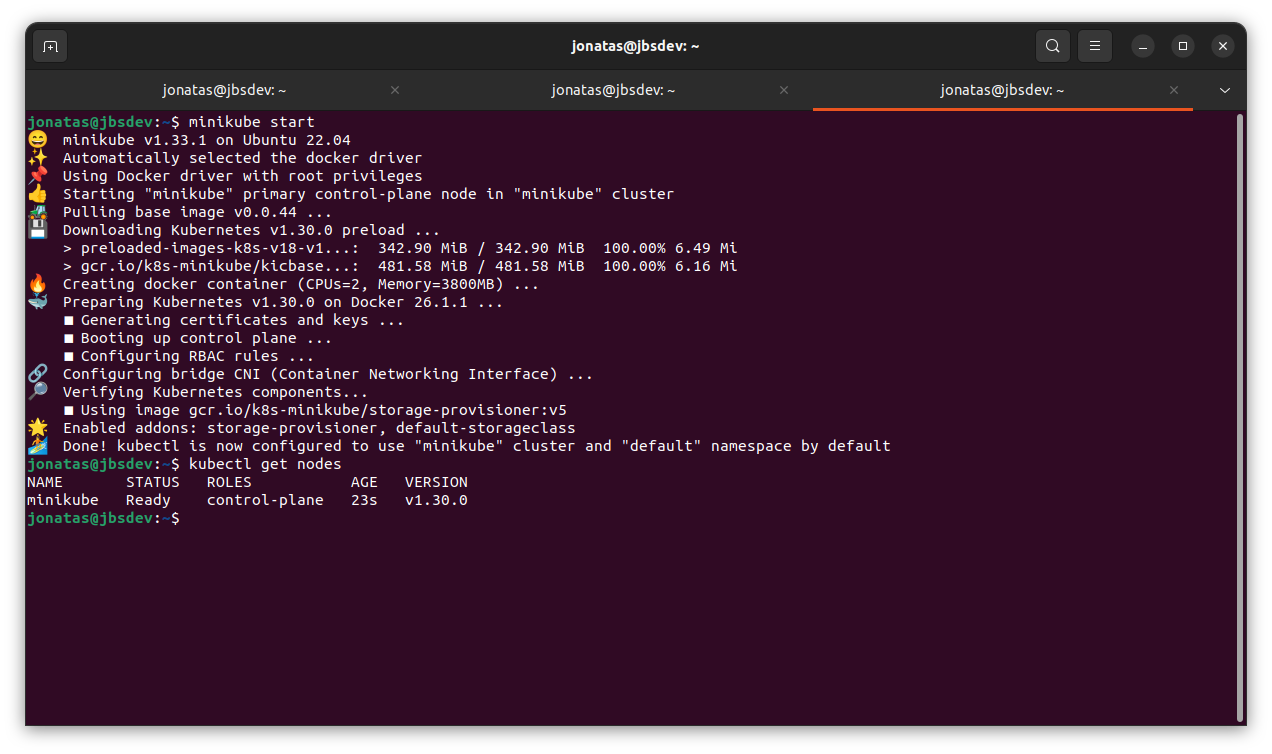 jonatas@jbsdev: ~
jonatas@jbsdev: ~
jonatas@jbsdev: ~
jonatas@jbsdev: ~
jonatas@jbsdev:~$ minikube start
😄  minikube v1.33.1 on Ubuntu 22.04
✨  Automatically selected the docker driver
📌  Using Docker driver with root privileges
👍  Starting "minikube" primary control-plane node in "minikube" cluster
🚜  Pulling base image v0.0.44 ...
💾  Downloading Kubernetes v1.30.0 preload ...
    > preloaded-images-k8s-v18-v1...:  342.90 MiB / 342.90 MiB  100.00% 6.49 Mi
    > gcr.io/k8s-minikube/kicbase...:  481.58 MiB / 481.58 MiB  100.00% 6.16 Mi
🔥  Creating docker container (CPUs=2, Memory=3800MB) ...
🐳  Preparing Kubernetes v1.30.0 on Docker 26.1.1 ...
    ▪ Generating certificates and keys ...
    ▪ Booting up control plane ...
    ▪ Configuring RBAC rules ...
🔗  Configuring bridge CNI (Container Networking Interface) ...
🔎  Verifying Kubernetes components...
    ▪ Using image gcr.io/k8s-minikube/storage-provisioner:v5
🌟  Enabled addons: storage-provisioner, default-storageclass
🏄  Done! kubectl is now configured to use "minikube" cluster and "default" namespace by default
jonatas@jbsdev:~$ kubectl get nodes
NAME       STATUS   ROLES           AGE   VERSION
minikube   Ready    control-plane   23s   v1.30.0
jonatas@jbsdev:~$